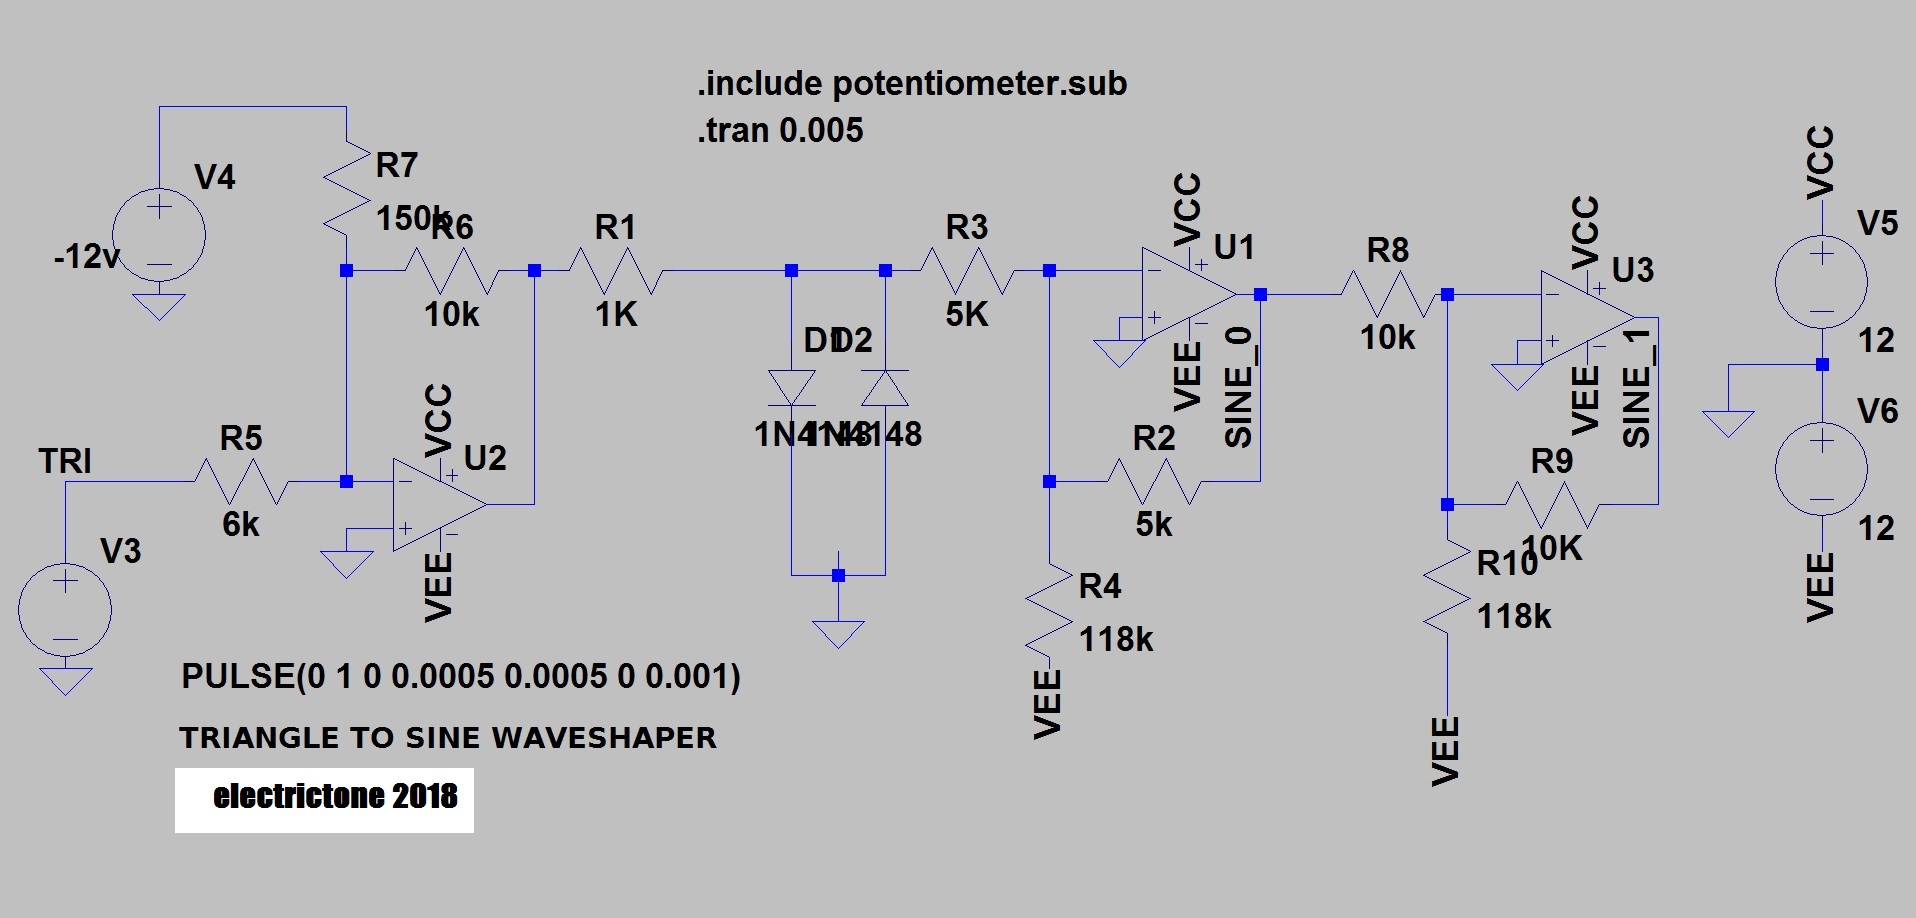 .include potentiometer.sub
.tran 0.005
V4
-12v
R7
150k
R6
10k
R1
1K
D1
1N4148
D2
1N4148
R3
5K
VCC
U1
VEE
SINE_0
R2
5k
R4
118k
VEE
R8
10k
VCC
U3
VEE
SINE_1
R9
10K
R10
118k
VEE
VCC
V5
12
V6
12
VEE
TRI
R5
6k
VCC
U2
VEE
V3
PULSE(0 1 0 0.0005 0.0005 0 0.001)
TRIANGLE TO SINE WAVESHAPER
electrictone 2018